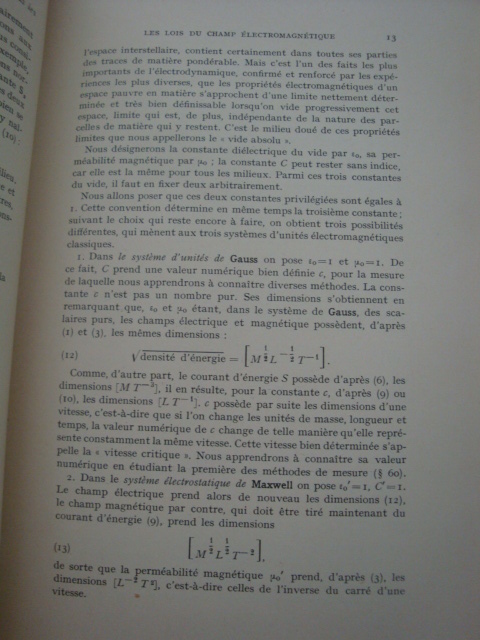 LES LOIS DU CHAMP ÉLECTROMAGNÉTIQUE 13
l'espace interstellaire, contient certainement dans toutes ses parties
des traces de matière pondérable. Mais c'est l'un des faits les plus
importants de l'électrodynamique, confirmé et renforcé par les expé-
riences les plus diverses, que les propriétés électromagnétiques d'un
espace pauvre en matière s'approchent d'une limite nettement déter-
minée et très bien définissable lorsqu'on vide progressivement cet
espace, limite qui est, de plus, indépendante de la nature des par-
celles de matière qui y restent. C'est le milieu doué de ces propriétés
limites que nous appellerons le « vide absolu ».
Nous désignerons la constante diélectrique du vide par ε₀, sa per-
méabilité magnétique par μ₀ ; la constante C peut rester sans indice,
car elle est la même pour tous les milieux. Parmi ces trois constantes
du vide, il faut en fixer deux arbitrairement.
Nous allons poser que ces deux constantes privilégiées sont égales à
1. Cette convention détermine en même temps la troisième constante ;
suivant le choix qui reste encore à faire, on obtient trois possibilités
différentes, qui mènent aux trois systèmes d'unités électromagnétiques
classiques.
1. Dans le système d'unités de Gauss on pose ε₀=1 et μ₀=1. De
ce fait, C prend une valeur numérique bien définie c, pour la mesure
de laquelle nous apprendrons à connaître diverses méthodes. La cons-
tante c n'est pas un nombre pur. Ses dimensions s'obtiennent en
remarquant que, ε₀ et μ₀ étant, dans le système de Gauss, des sca-
laires purs, les champs électrique et magnétique possèdent, d'après
(1) et (3), les mêmes dimensions :
(12) √densité d'énergie = [M^½ L^-½ T^-1].
Comme, d'autre part, le courant d'énergie S possède d'après (6), les
dimensions [M T^-3], il en résulte, pour la constante c, d'après (9) ou
(10), les dimensions [L T^-1]. c possède par suite les dimensions d'une
vitesse, c'est-à-dire que si l'on change les unités de masse, longueur et
temps, la valeur numérique de c change de telle manière qu'elle repré-
sente constamment la même vitesse. Cette vitesse bien déterminée s'ap-
pelle la « vitesse critique ». Nous apprendrons à connaître sa valeur
numérique en étudiant la première des méthodes de mesure (§ 60).
2. Dans le système électrostatique de Maxwell on pose ε₀'=1, C'=1.
Le champ électrique prend alors de nouveau les dimensions (12),
le champ magnétique par contre, qui doit être tiré maintenant du
courant d'énergie (9), prend les dimensions
(13) [M^½ L^½ T^-2],
de sorte que la perméabilité magnétique μ₀' prend, d'après (3), les
dimensions [L^-2 T^2], c'est-à-dire celles de l'inverse du carré d'une
vitesse.